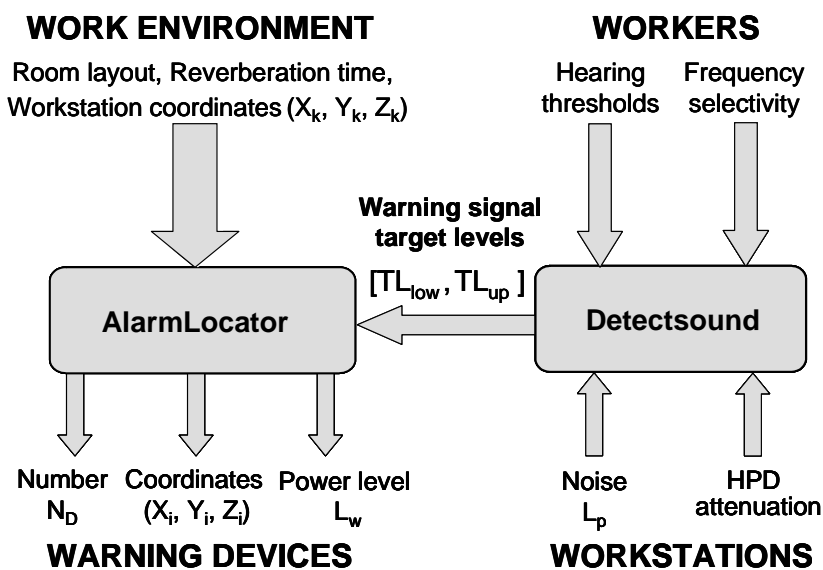 WORK ENVIRONMENT
Room layout, Reverberation time,
Workstation coordinates (Xk, Yk, Zk)
WORKERS
Hearing
thresholds
Frequency
selectivity
Warning signal
target levels
[TLlow, TLup ]
AlarmLocator
Detectsound
Number
ND
Coordinates
(Xi, Yi, Zi)
Power level
Lw
WARNING DEVICES
Noise
Lp
HPD
attenuation
WORKSTATIONS